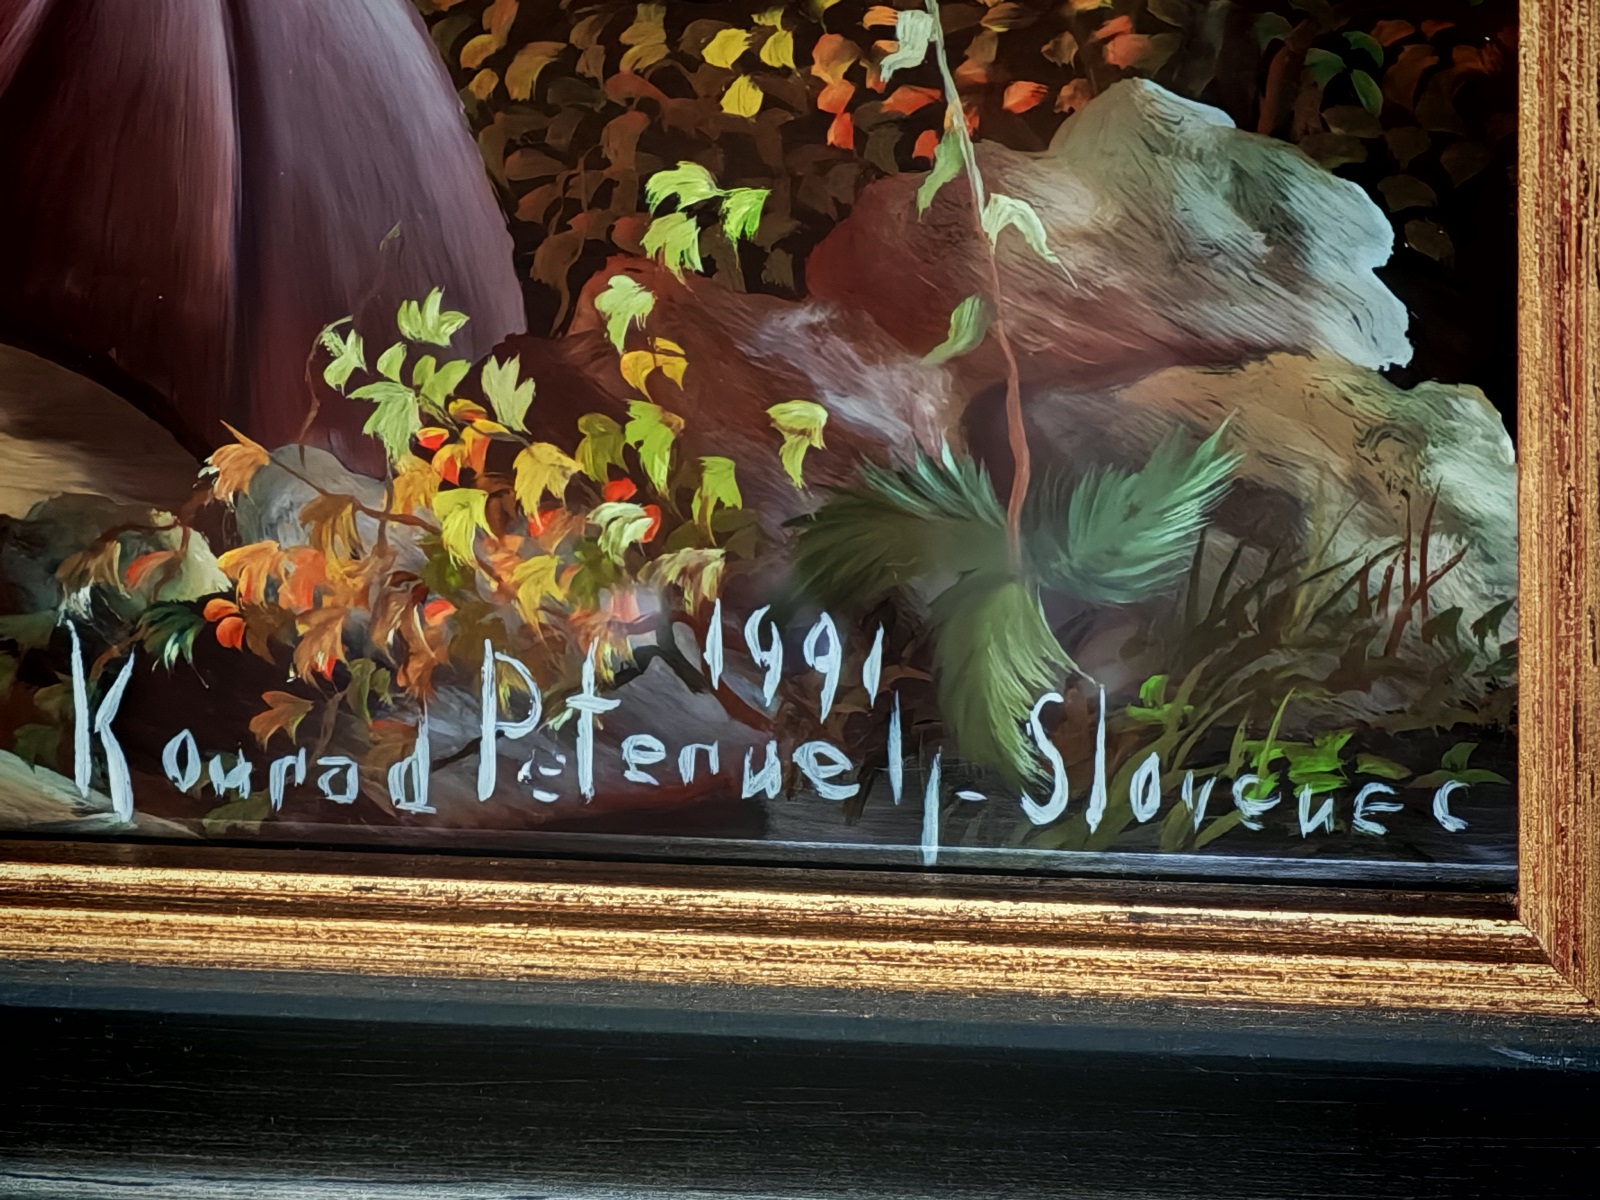 1991
Konrad Peternelj - Slovenec